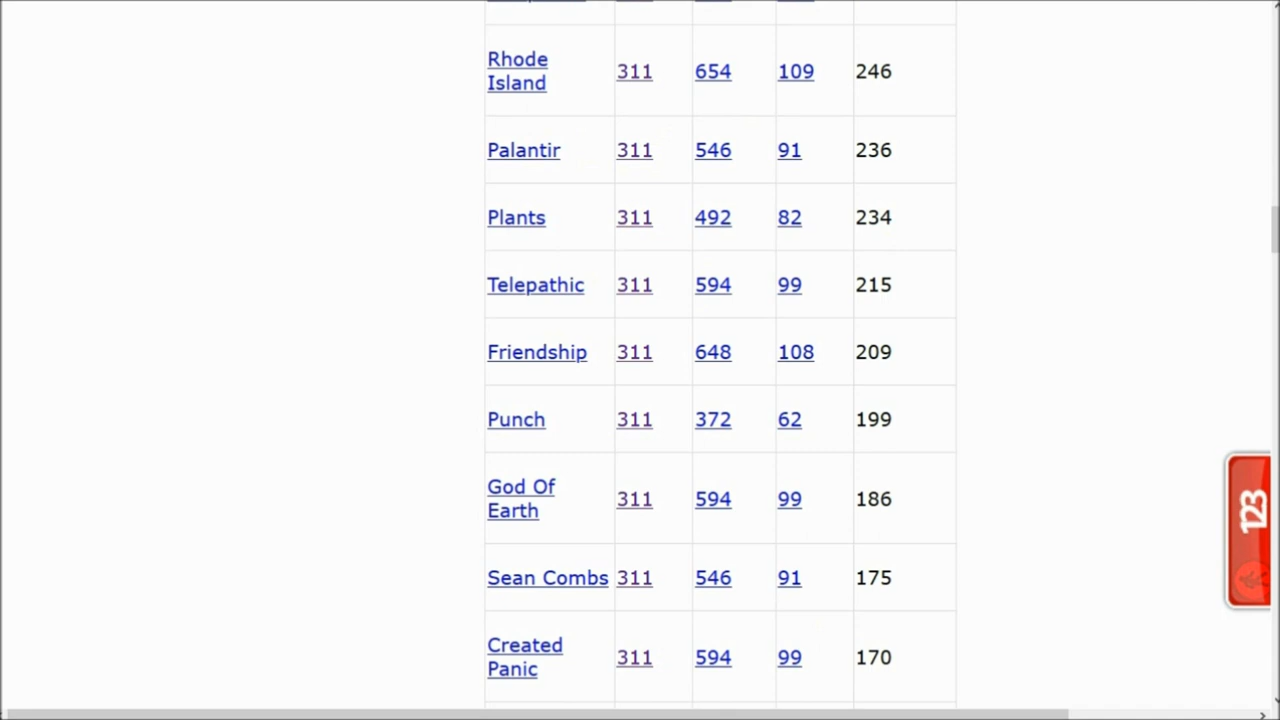 Rhode
Island 311 654 109 246
Palantir 311 546 91 236
Plants 311 492 82 234
Telepathic 311 594 99 215
Friendship 311 648 108 209
Punch 311 372 62 199
God Of
Earth 311 594 99 186
Sean Combs 311 546 91 175
Created
Panic 311 594 99 170
123